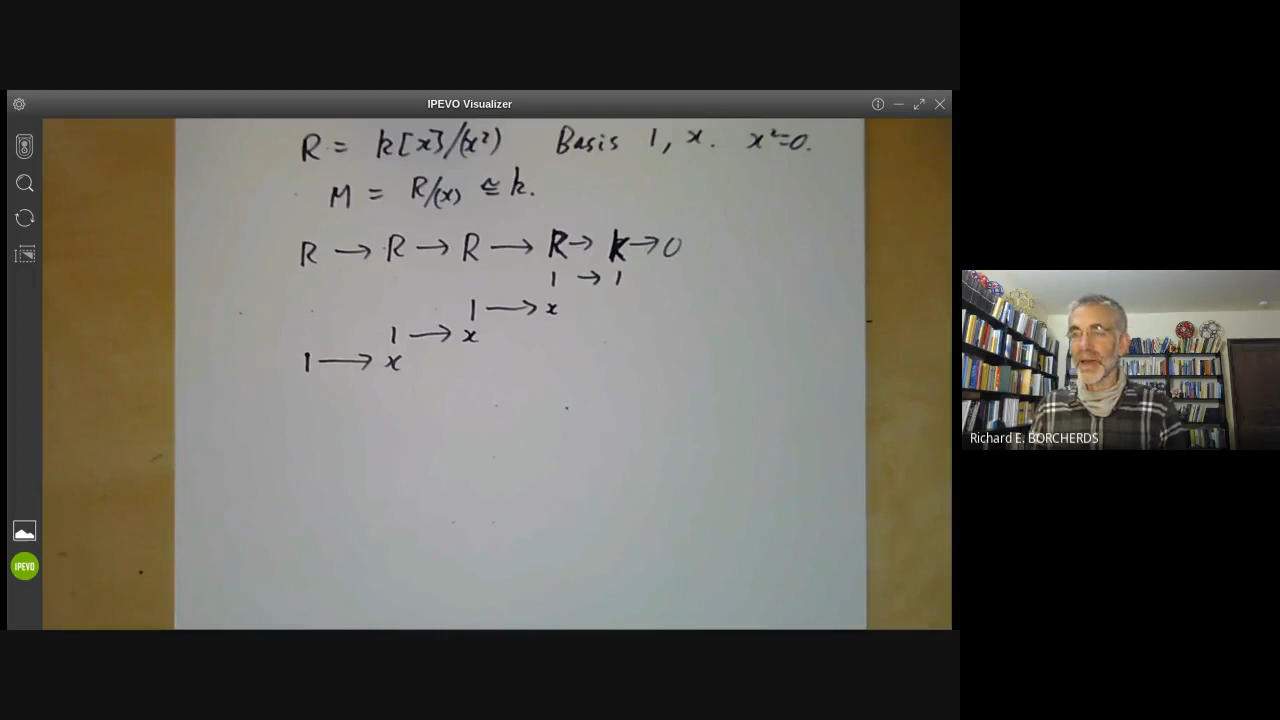 IPEVO Visualizer
R = k[x]/(x²) Basis 1, x. x²=0.
M = R/(x) ≅ k.
R → R → R → R → k → 0
1 → 1
1 → x
1 → x
1 → x
Richard E. BORCHERDS
IPEVO